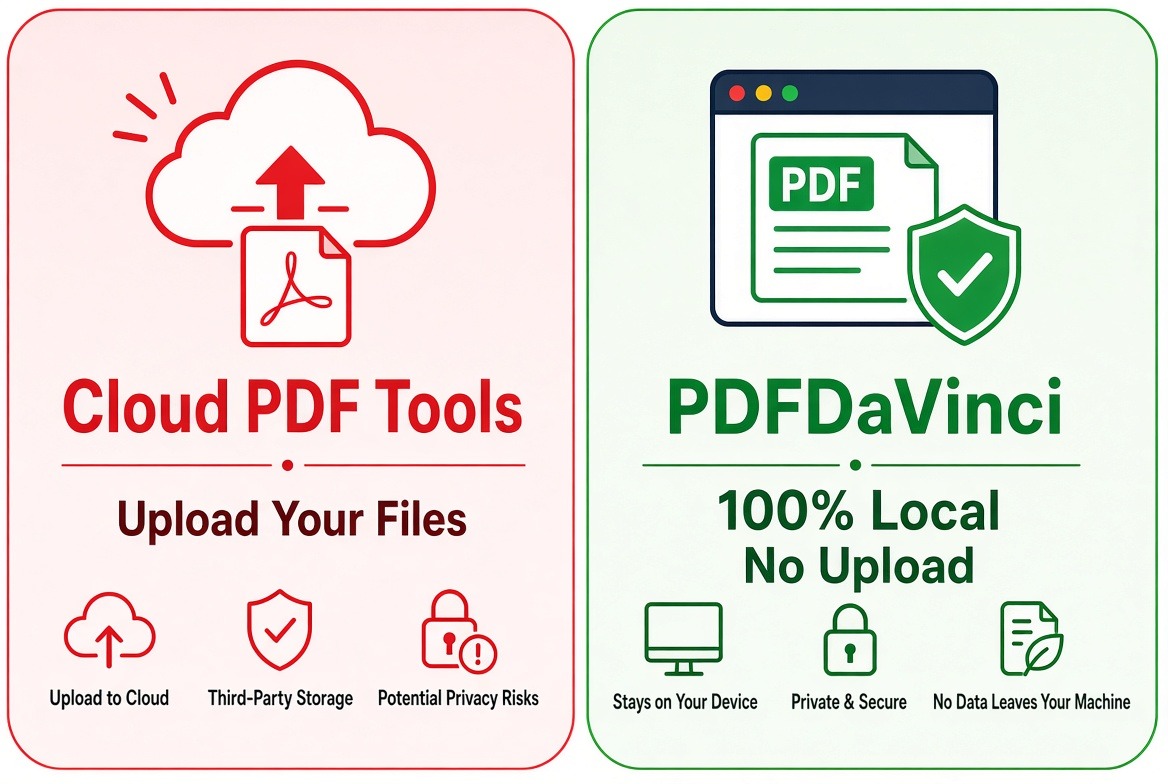 Cloud PDF Tools
Upload Your Files
Upload to Cloud
Third-Party Storage
Potential Privacy Risks
PDF
PDFDaVinci
100% Local
No Upload
Stays on Your Device
Private & Secure
No Data Leaves Your Machine